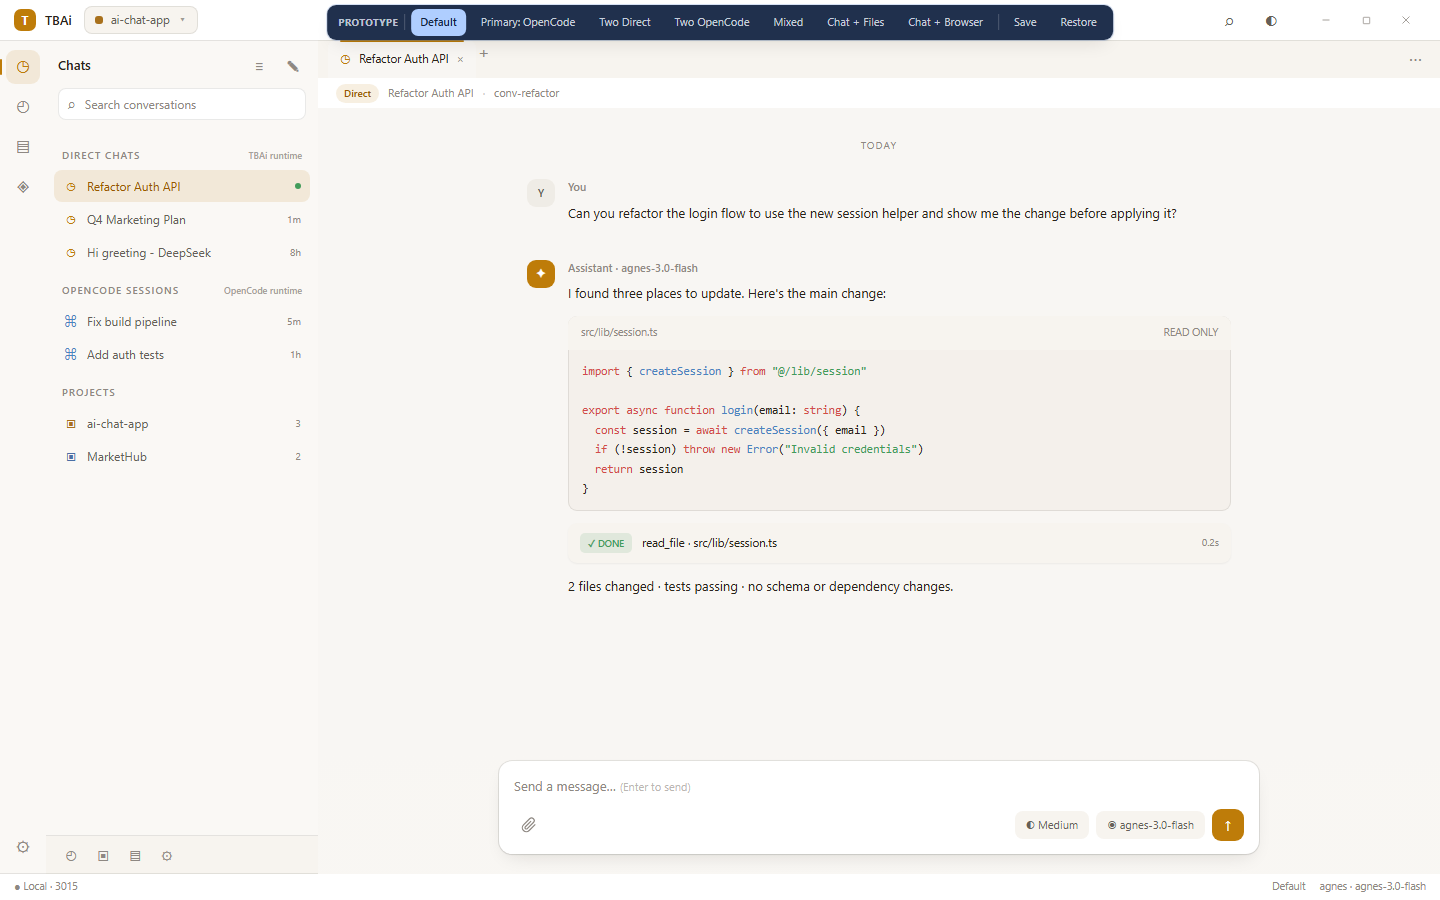 T TBAi ai-chat-app
PROTOTYPE Default Primary: OpenCode Two Direct Two OpenCode Mixed Chat + Files Chat + Browser Save Restore
Chats
Search conversations
DIRECT CHATS TBAi runtime
Refactor Auth API
Q4 Marketing Plan 1m
Hi greeting - DeepSeek 8h
OPENCODE SESSIONS OpenCode runtime
Fix build pipeline 5m
Add auth tests 1h
PROJECTS
ai-chat-app 3
MarketHub 2
Refactor Auth API × +
Direct Refactor Auth API · conv-refactor
TODAY
Y You
Can you refactor the login flow to use the new session helper and show me the change before applying it?
Assistant · agnes-3.0-flash
I found three places to update. Here's the main change:
src/lib/session.ts READ ONLY
import { createSession } from "@/lib/session"
export async function login(email: string) {
const session = await createSession({ email })
if (!session) throw new Error("Invalid credentials")
return session
}
✓ DONE read_file · src/lib/session.ts 0.2s
2 files changed · tests passing · no schema or dependency changes.
Send a message... (Enter to send)
Medium agnes-3.0-flash ↑
Local · 3015
Default agnes · agnes-3.0-flash